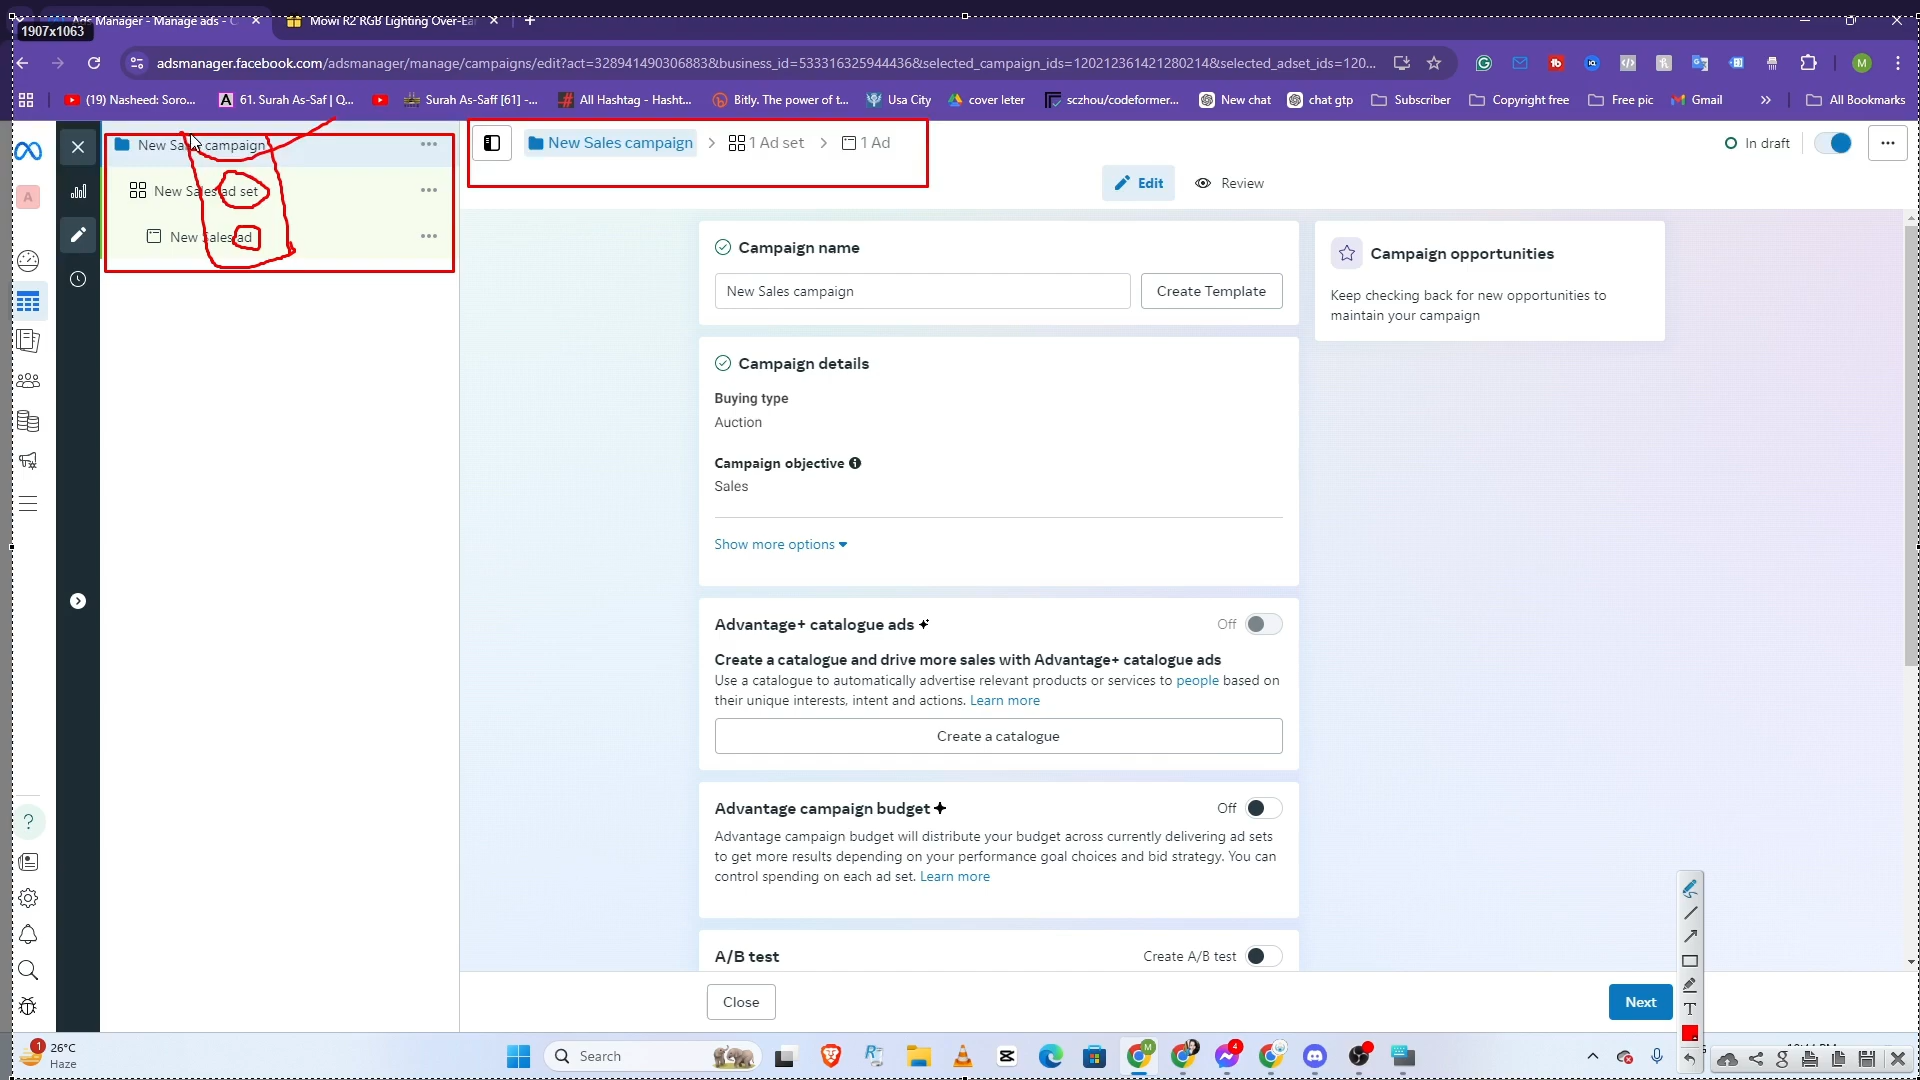 Ads Manager - Manage ads - C
Mowi R2 RGB Lighting Over-Ear
1907x1063
adsmanager.facebook.com/adsmanager/manage/campaigns/edit?act=328941490306883&business_id=533316325944436&selected_campaign_ids=120212361421280214&selected_adset_ids=120...
M
(19) Nasheed: Soro...
61. Surah As-Saf | Q...
Surah As-Saff [61] -...
All Hashtag - Hasht...
Bitly. The power of t...
Usa City
cover leter
sczhou/codeformer...
New chat
chat gtp
Subscriber
Copyright free
Free pic
Gmail
All Bookmarks
New Sales campaign
New Sales ad set
New Sales ad
A
New Sales campaign
1 Ad set
1 Ad
In draft
Edit
Review
Campaign name
New Sales campaign
Create Template
Campaign opportunities
Keep checking back for new opportunities to
maintain your campaign
Campaign details
Buying type
Auction
Campaign objective
Sales
Show more options
Advantage+ catalogue ads
Off
Create a catalogue and drive more sales with Advantage+ catalogue ads
Use a catalogue to automatically advertise relevant products or services to people based on
their unique interests, intent and actions. Learn more
Create a catalogue
Advantage campaign budget
Off
Advantage campaign budget will distribute your budget across currently delivering ad sets
to get more results depending on your performance goal choices and bid strategy. You can
control spending on each ad set. Learn more
A/B test
Create A/B test
Close
Next
1
26°C
Haze
Search
M
4